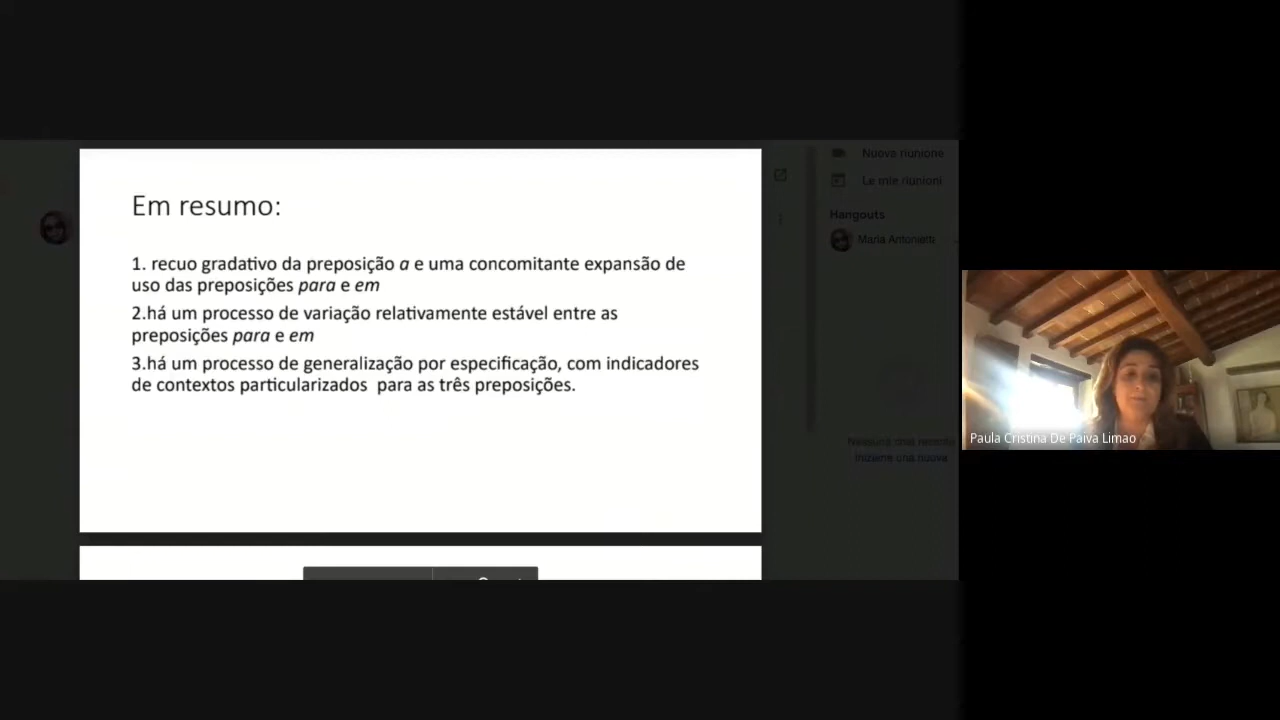 Em resumo:
1. recuo gradativo da preposição a e uma concomitante expansão de
uso das preposições para e em
2.há um processo de variação relativamente estável entre as
preposições para e em
3.há um processo de generalização por especificação, com indicadores
de contextos particularizados  para as três preposições.
Nuova riunione
Le mie riunioni
Hangouts
Maria Antonietta
iniziane una nuova
Paula Cristina De Paiva Limao